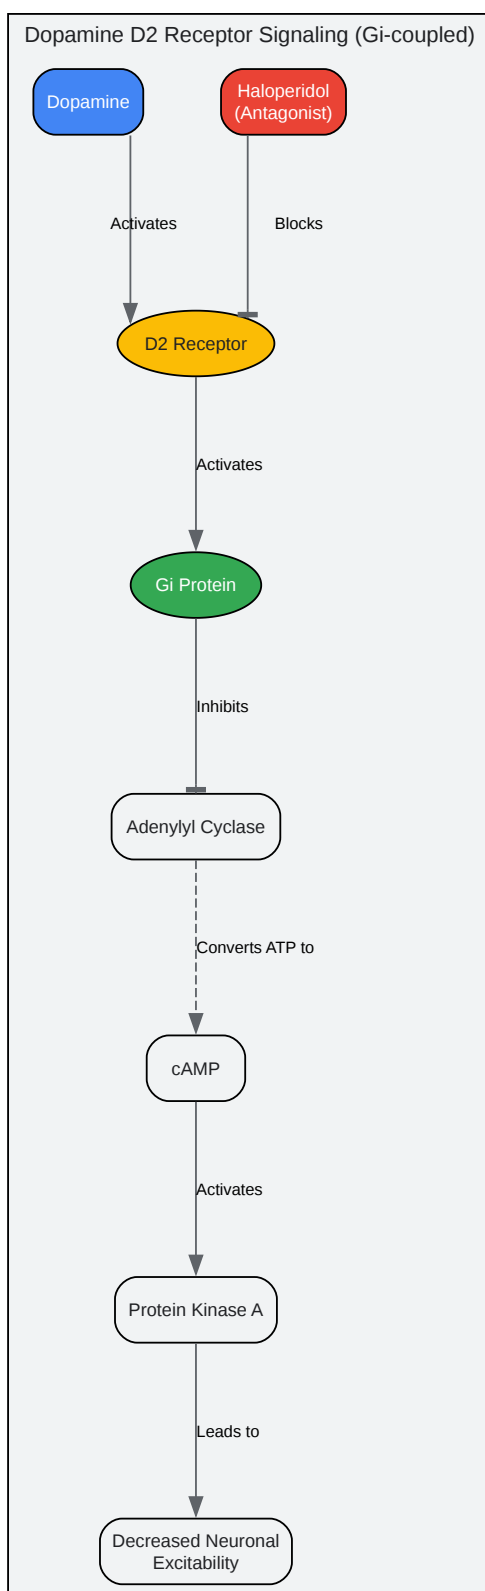 Dopamine D2 Receptor Signaling (Gi-coupled)
Dopamine
Haloperidol
(Antagonist)
Activates
Blocks
D2 Receptor
Activates
Gi Protein
Inhibits
Adenylyl Cyclase
Converts ATP to
cAMP
Activates
Protein Kinase A
Leads to
Decreased Neuronal
Excitability